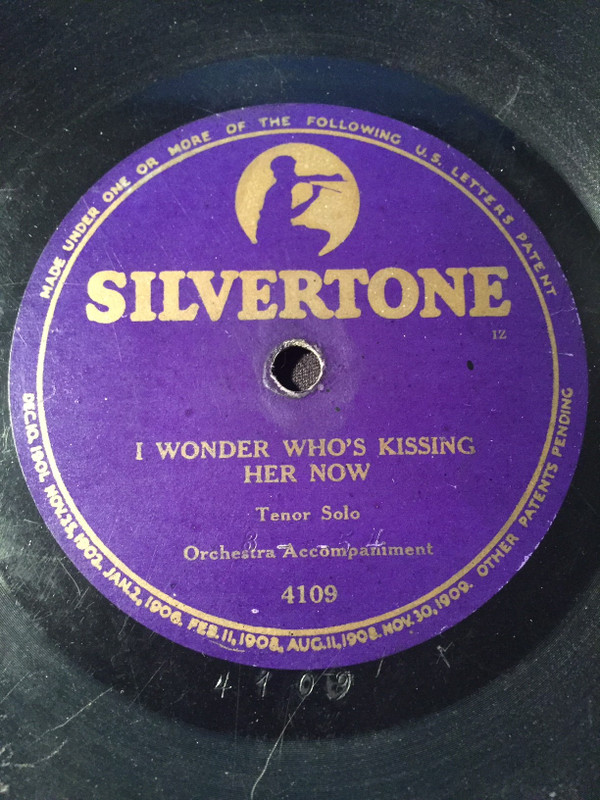 MADE UNDER ONE OR MORE OF THE FOLLOWING U.S. LETTERS PATENT
SILVERTONE
1Z
I WONDER WHO'S KISSING
HER NOW
Tenor Solo
Orchestra Accompaniment
4109
DEC. 10, 1901, NOV. 25, 1902. JAN. 2, 1906. FEB. 11, 1908, AUG. 11, 1908. NOV. 30, 1909. OTHER PATENTS PENDING
4109